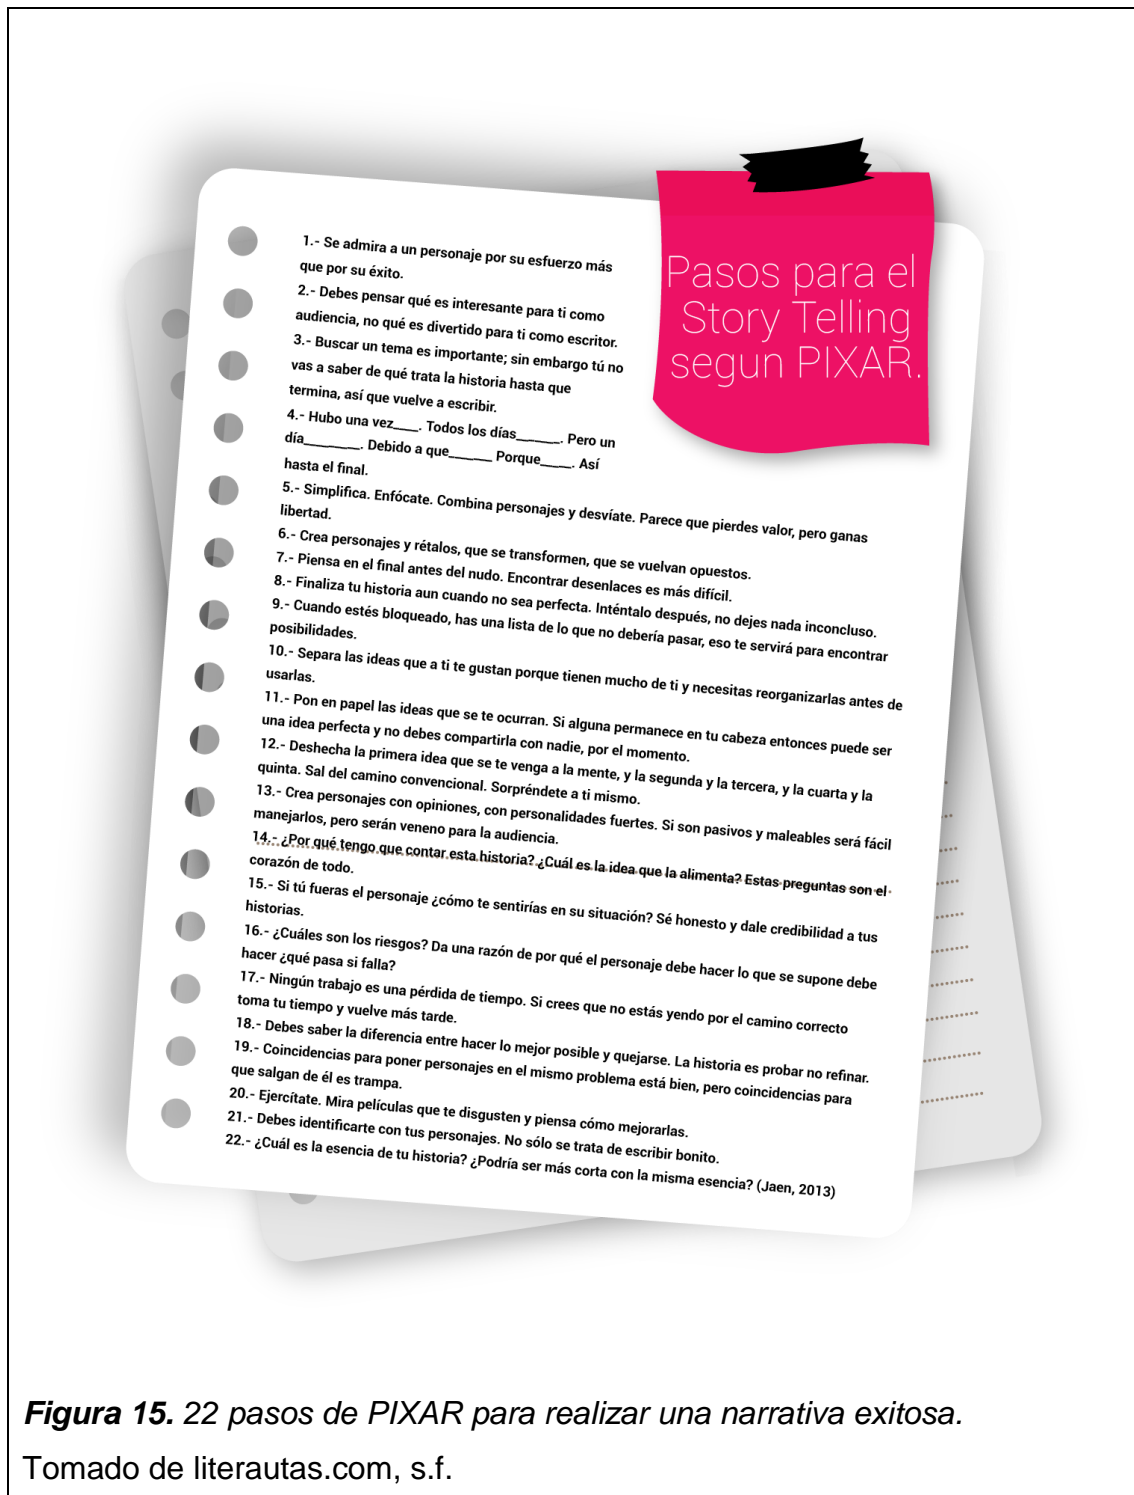 Pasos para el
Story Telling
segun PIXAR.
1.- Se admira a un personaje por su esfuerzo más
que por su éxito.
2.- Debes pensar qué es interesante para ti como
audiencia, no qué es divertido para ti como escritor.
3.- Buscar un tema es importante; sin embargo tú no
vas a saber de qué trata la historia hasta que
termina, así que vuelve a escribir.
4.- Hubo una vez____. Todos los días_______. Pero un
día_________. Debido a que_______ Porque_____. Así
hasta el final.
5.- Simplifica. Enfócate. Combina personajes y desvíate. Parece que pierdes valor, pero ganas
libertad.
6.- Crea personajes y rétalos, que se transformen, que se vuelvan opuestos.
7.- Piensa en el final antes del nudo. Encontrar desenlaces es más difícil.
8.- Finaliza tu historia aun cuando no sea perfecta. Inténtalo después, no dejes nada inconcluso.
9.- Cuando estés bloqueado, has una lista de lo que no debería pasar, eso te servirá para encontrar
posibilidades.
10.- Separa las ideas que a ti te gustan porque tienen mucho de ti y necesitas reorganizarlas antes de
usarlas.
11.- Pon en papel las ideas que se te ocurran. Si alguna permanece en tu cabeza entonces puede ser
una idea perfecta y no debes compartirla con nadie, por el momento.
12.- Deshecha la primera idea que se te venga a la mente, y la segunda y la tercera, y la cuarta y la
quinta. Sal del camino convencional. Sorpréndete a ti mismo.
13.- Crea personajes con opiniones, con personalidades fuertes. Si son pasivos y maleables será fácil
manejarlos, pero serán veneno para la audiencia.
14.- ¿Por qué tengo que contar esta historia? ¿Cuál es la idea que la alimenta? Estas preguntas son el
corazón de todo.
15.- Si tú fueras el personaje ¿cómo te sentirías en su situación? Sé honesto y dale credibilidad a tus
historias.
16.- ¿Cuáles son los riesgos? Da una razón de por qué el personaje debe hacer lo que se supone debe
hacer ¿qué pasa si falla?
17.- Ningún trabajo es una pérdida de tiempo. Si crees que no estás yendo por el camino correcto
toma tu tiempo y vuelve más tarde.
18.- Debes saber la diferencia entre hacer lo mejor posible y quejarse. La historia es probar no refinar.
19.- Coincidencias para poner personajes en el mismo problema está bien, pero coincidencias para
que salgan de él es trampa.
20.- Ejercítate. Mira películas que te disgusten y piensa cómo mejorarlas.
21.- Debes identificarte con tus personajes. No sólo se trata de escribir bonito.
22.- ¿Cuál es la esencia de tu historia? ¿Podría ser más corta con la misma esencia? (Jaen, 2013)
Figura 15. 22 pasos de PIXAR para realizar una narrativa exitosa.
Tomado de literautas.com, s.f.